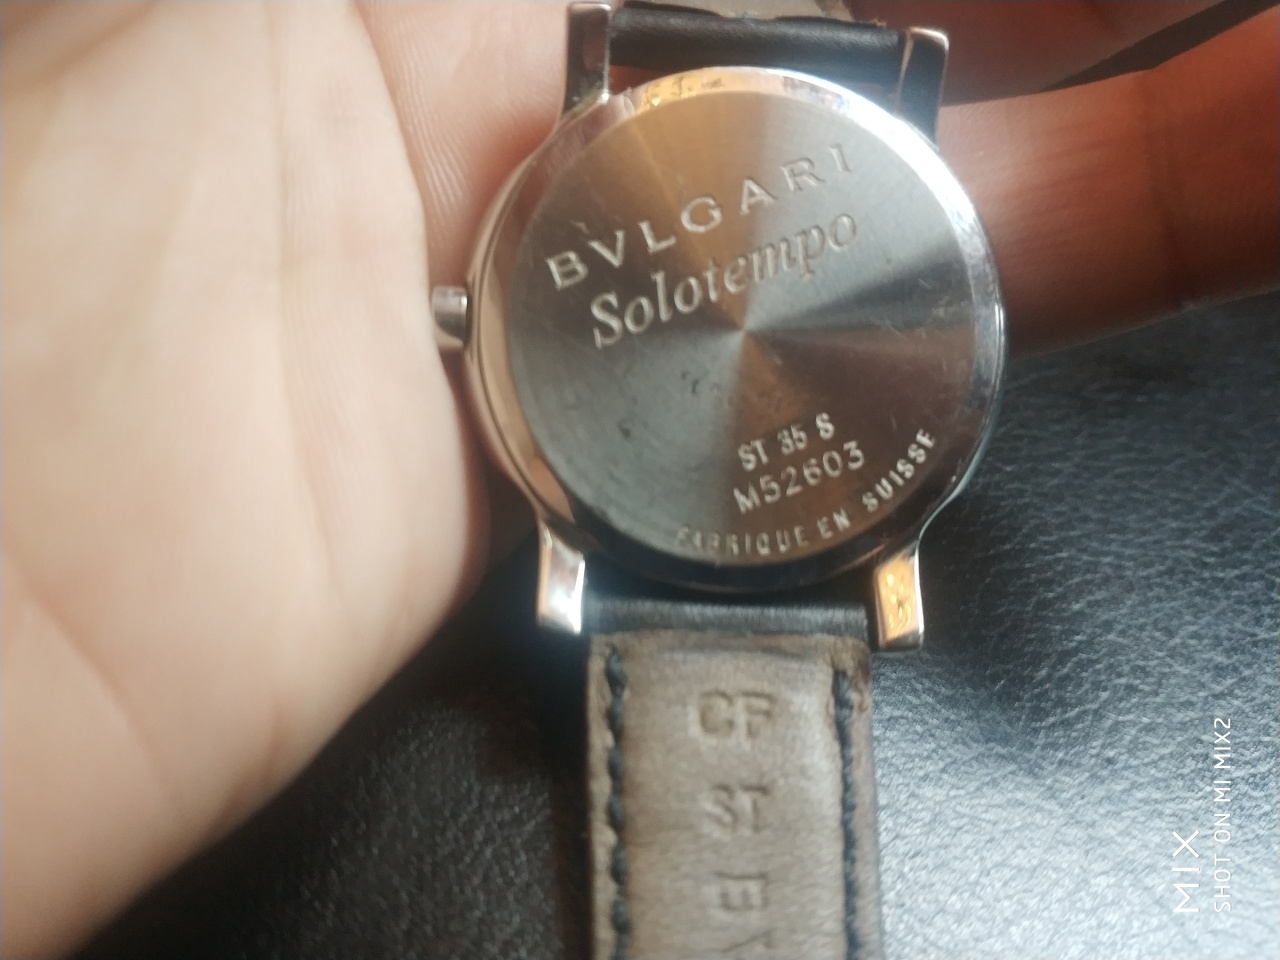 BVLGARI
Solotempo
ST 35 S
M52603
FABRIQUE EN SUISSE
CF
ST
MIX
SHOT ON MI MIX2